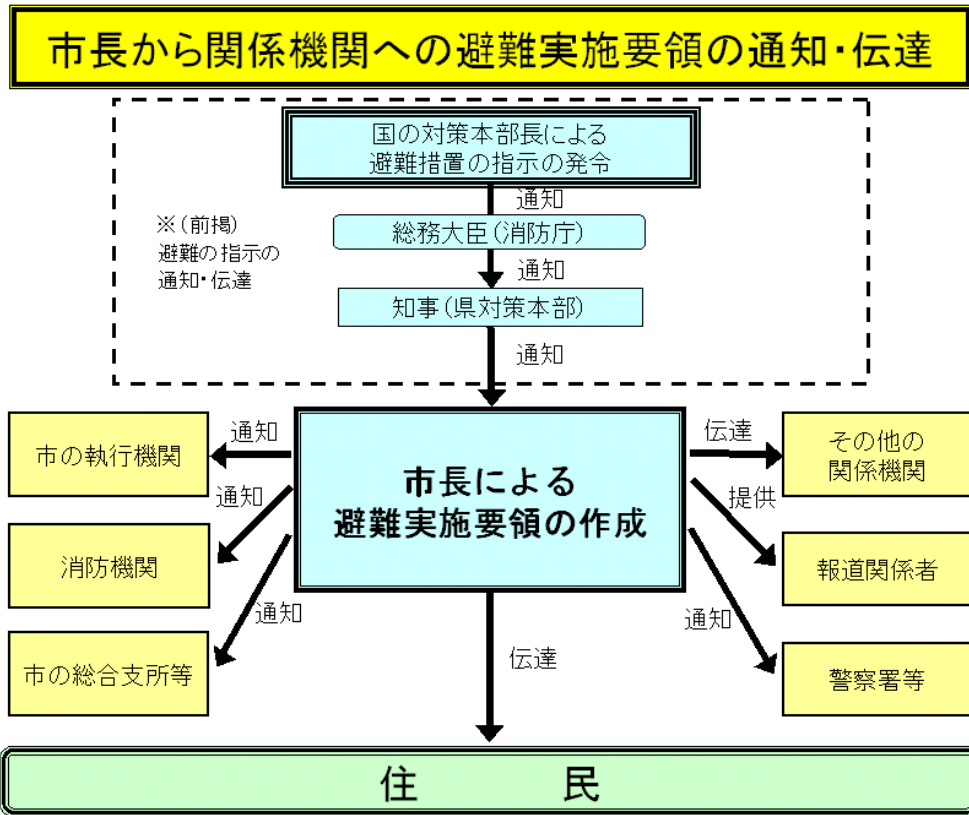 市長から関係機関への避難実施要領の通知・伝達
国の対策本部長による
避難措置の指示の発令
通知
※(前掲)
避難の指示の
通知・伝達
総務大臣(消防庁)
通知
知事(県対策本部)
通知
市の執行機関
通知
市長による
避難実施要領の作成
伝達
その他の
関係機関
通知
提供
消防機関
報道関係者
通知
通知
市の総合支所等
伝達
警察署等
住民